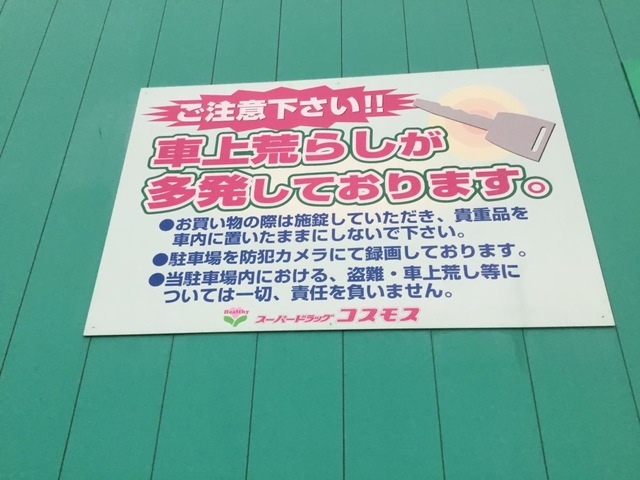 ご注意下さい!!
車上荒らしが
多発しております。
●お買い物の際は施錠していただき、貴重品を
車内に置いたままにしないで下さい。
●駐車場を防犯カメラにて録画しております。
●当駐車場内における、盗難・車上荒し等に
ついては一切、責任を負いません。
Healthy スーパードラッグ コスモス